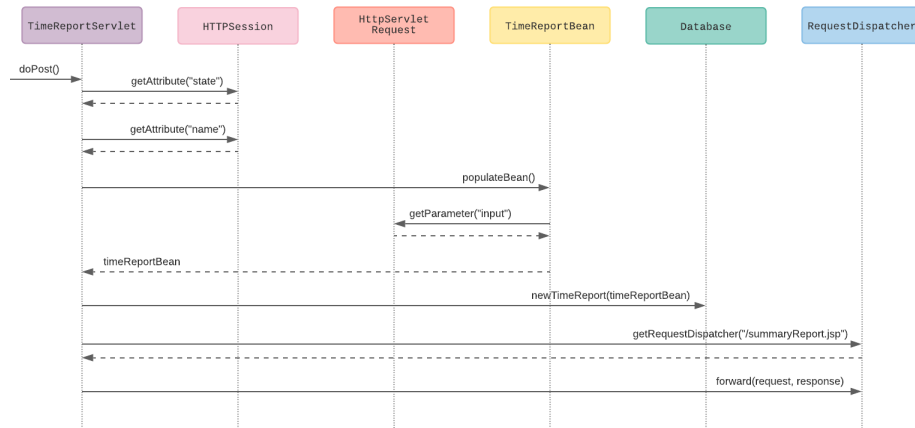 TimeReportServlet
HTTPSession
HttpServlet
Request
TimeReportBean
Database
RequestDispatcher
doPost()
getAttribute("state")
getAttribute("name")
populateBean()
getParameter("input")
timeReportBean
newTimeReport(timeReportBean)
getRequestDispatcher("/summaryReport.jsp")
forward(request, response)